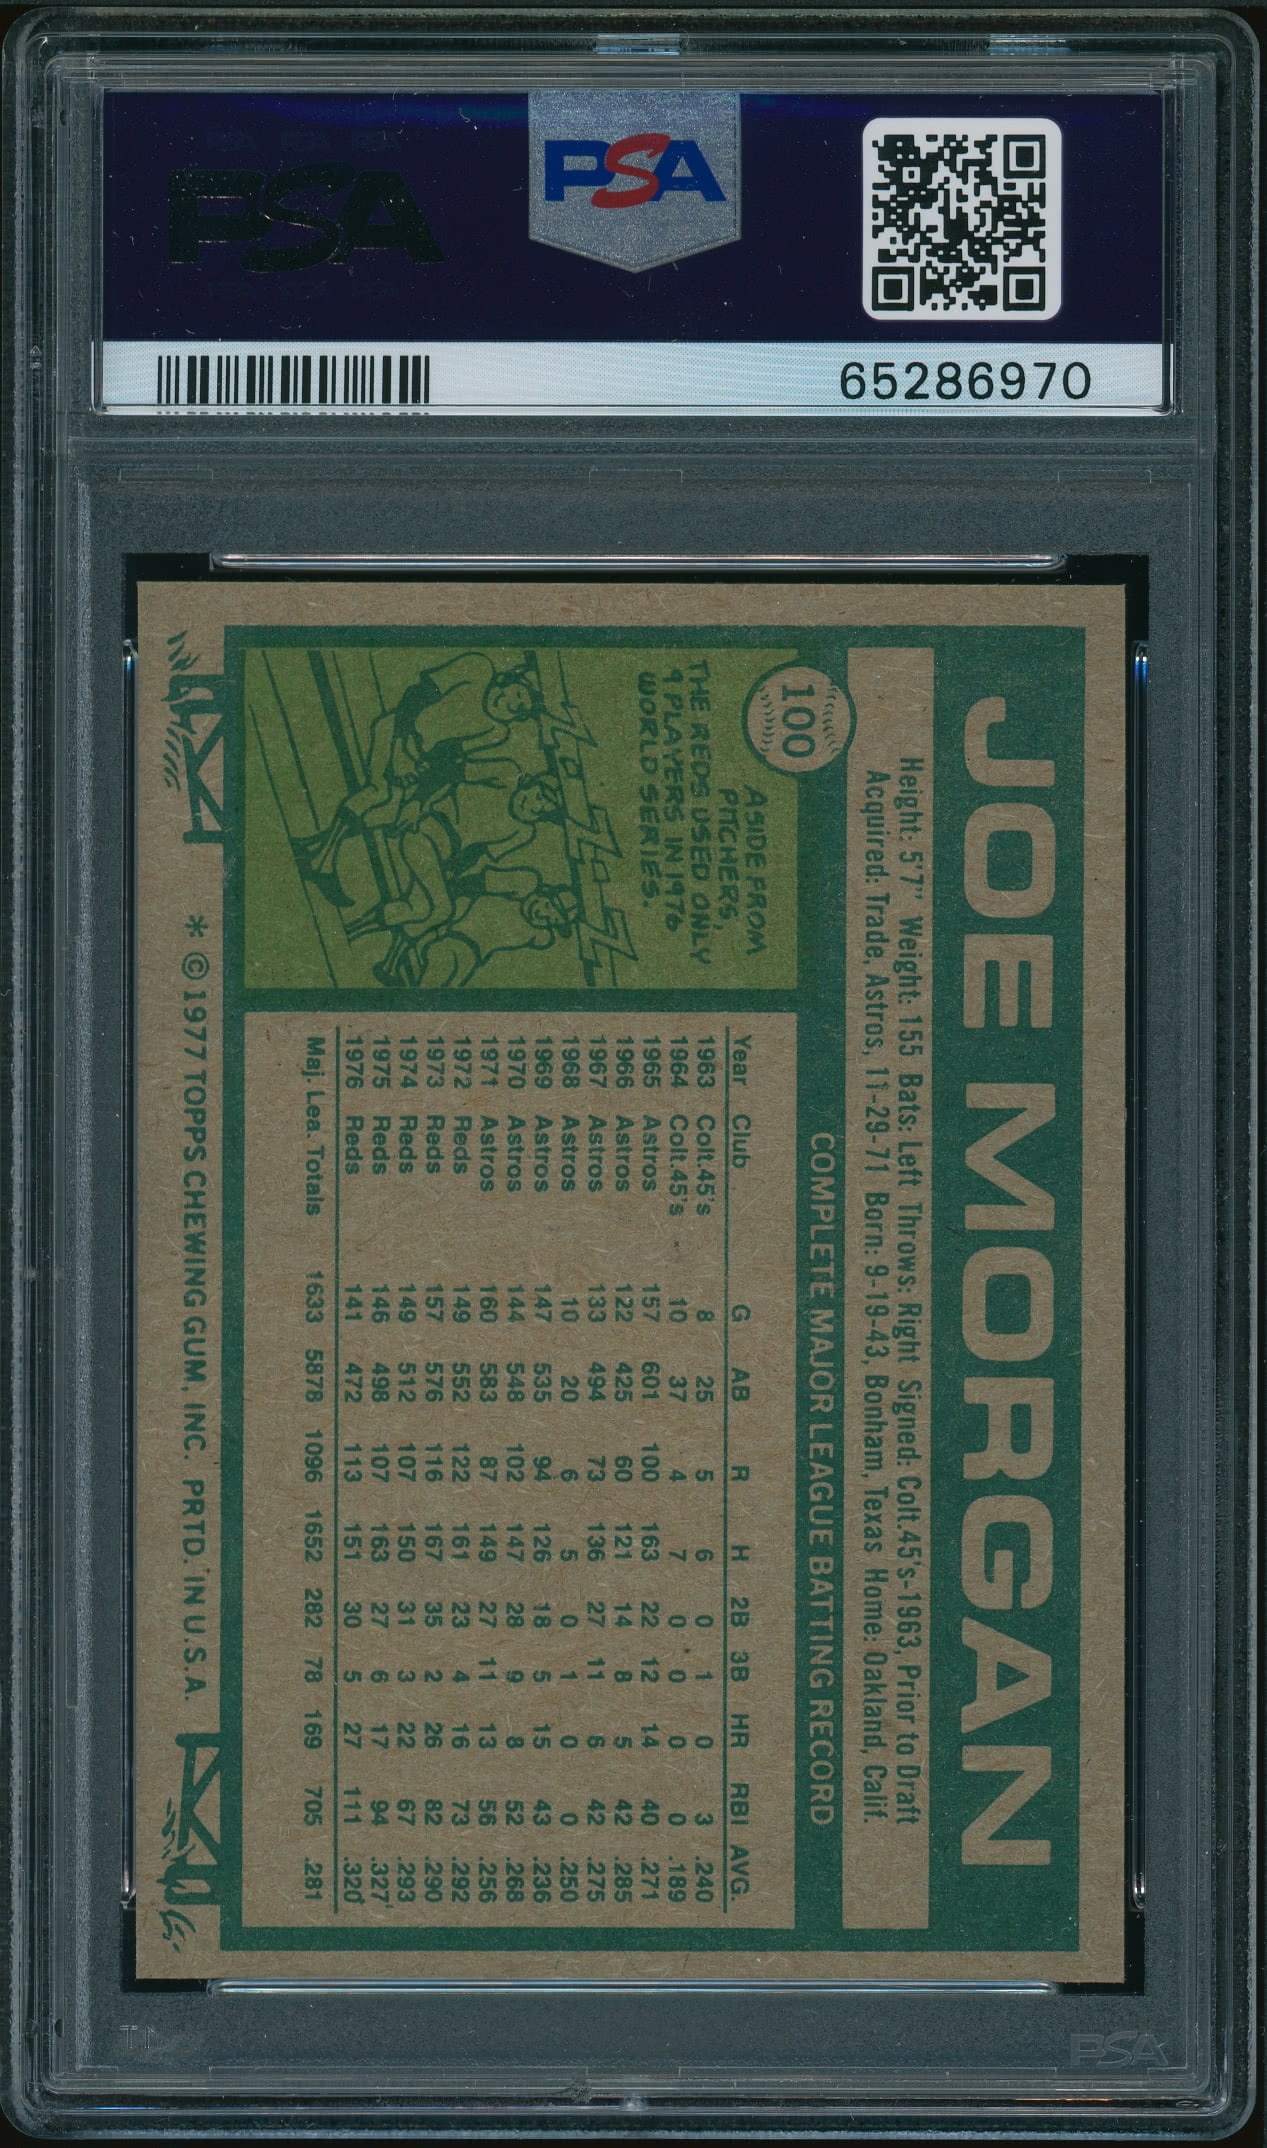 PSA
PSA
65286970
JOE MORGAN
Height: 5'7" Weight: 155 Bats: Left Throws: Right Signed: Colt.45's-1963, Prior to Draft
Acquired: Trade, Astros, 11-29-71 Born: 9-19-43, Bonham, Texas Home: Oakland, Calif.
100
ASIDE FROM
PITCHERS,
THE REDS USED ONLY
9 PLAYERS IN 1976
WORLD SERIES.
COMPLETE MAJOR LEAGUE BATTING RECORD
Year Club G AB R H 2B 3B HR RBI AVG.
1963 Colt.45's 8 25 5 6 0 1 0 3 .240
1964 Colt.45's 10 37 4 7 0 0 0 0 .189
1965 Astros 157 601 100 163 22 12 14 40 .271
1966 Astros 122 425 60 121 14 8 5 42 .285
1967 Astros 133 494 73 136 27 11 6 42 .275
1968 Astros 10 20 6 5 0 1 0 0 .250
1969 Astros 147 535 94 126 18 5 15 43 .236
1970 Astros 144 548 102 147 28 9 8 52 .268
1971 Astros 160 583 87 149 27 11 13 56 .256
1972 Reds 149 552 122 161 23 4 16 73 .292
1973 Reds 157 576 116 167 35 2 26 82 .290
1974 Reds 149 512 107 150 31 3 22 67 .293
1975 Reds 146 498 107 163 27 6 17 94 .327
1976 Reds 141 472 113 151 30 5 27 111 .320
Maj. Lea. Totals 1633 5878 1096 1652 282 78 169 705 .281
* © 1977 TOPPS CHEWING GUM, INC. PRTD. IN U.S.A.
PSA